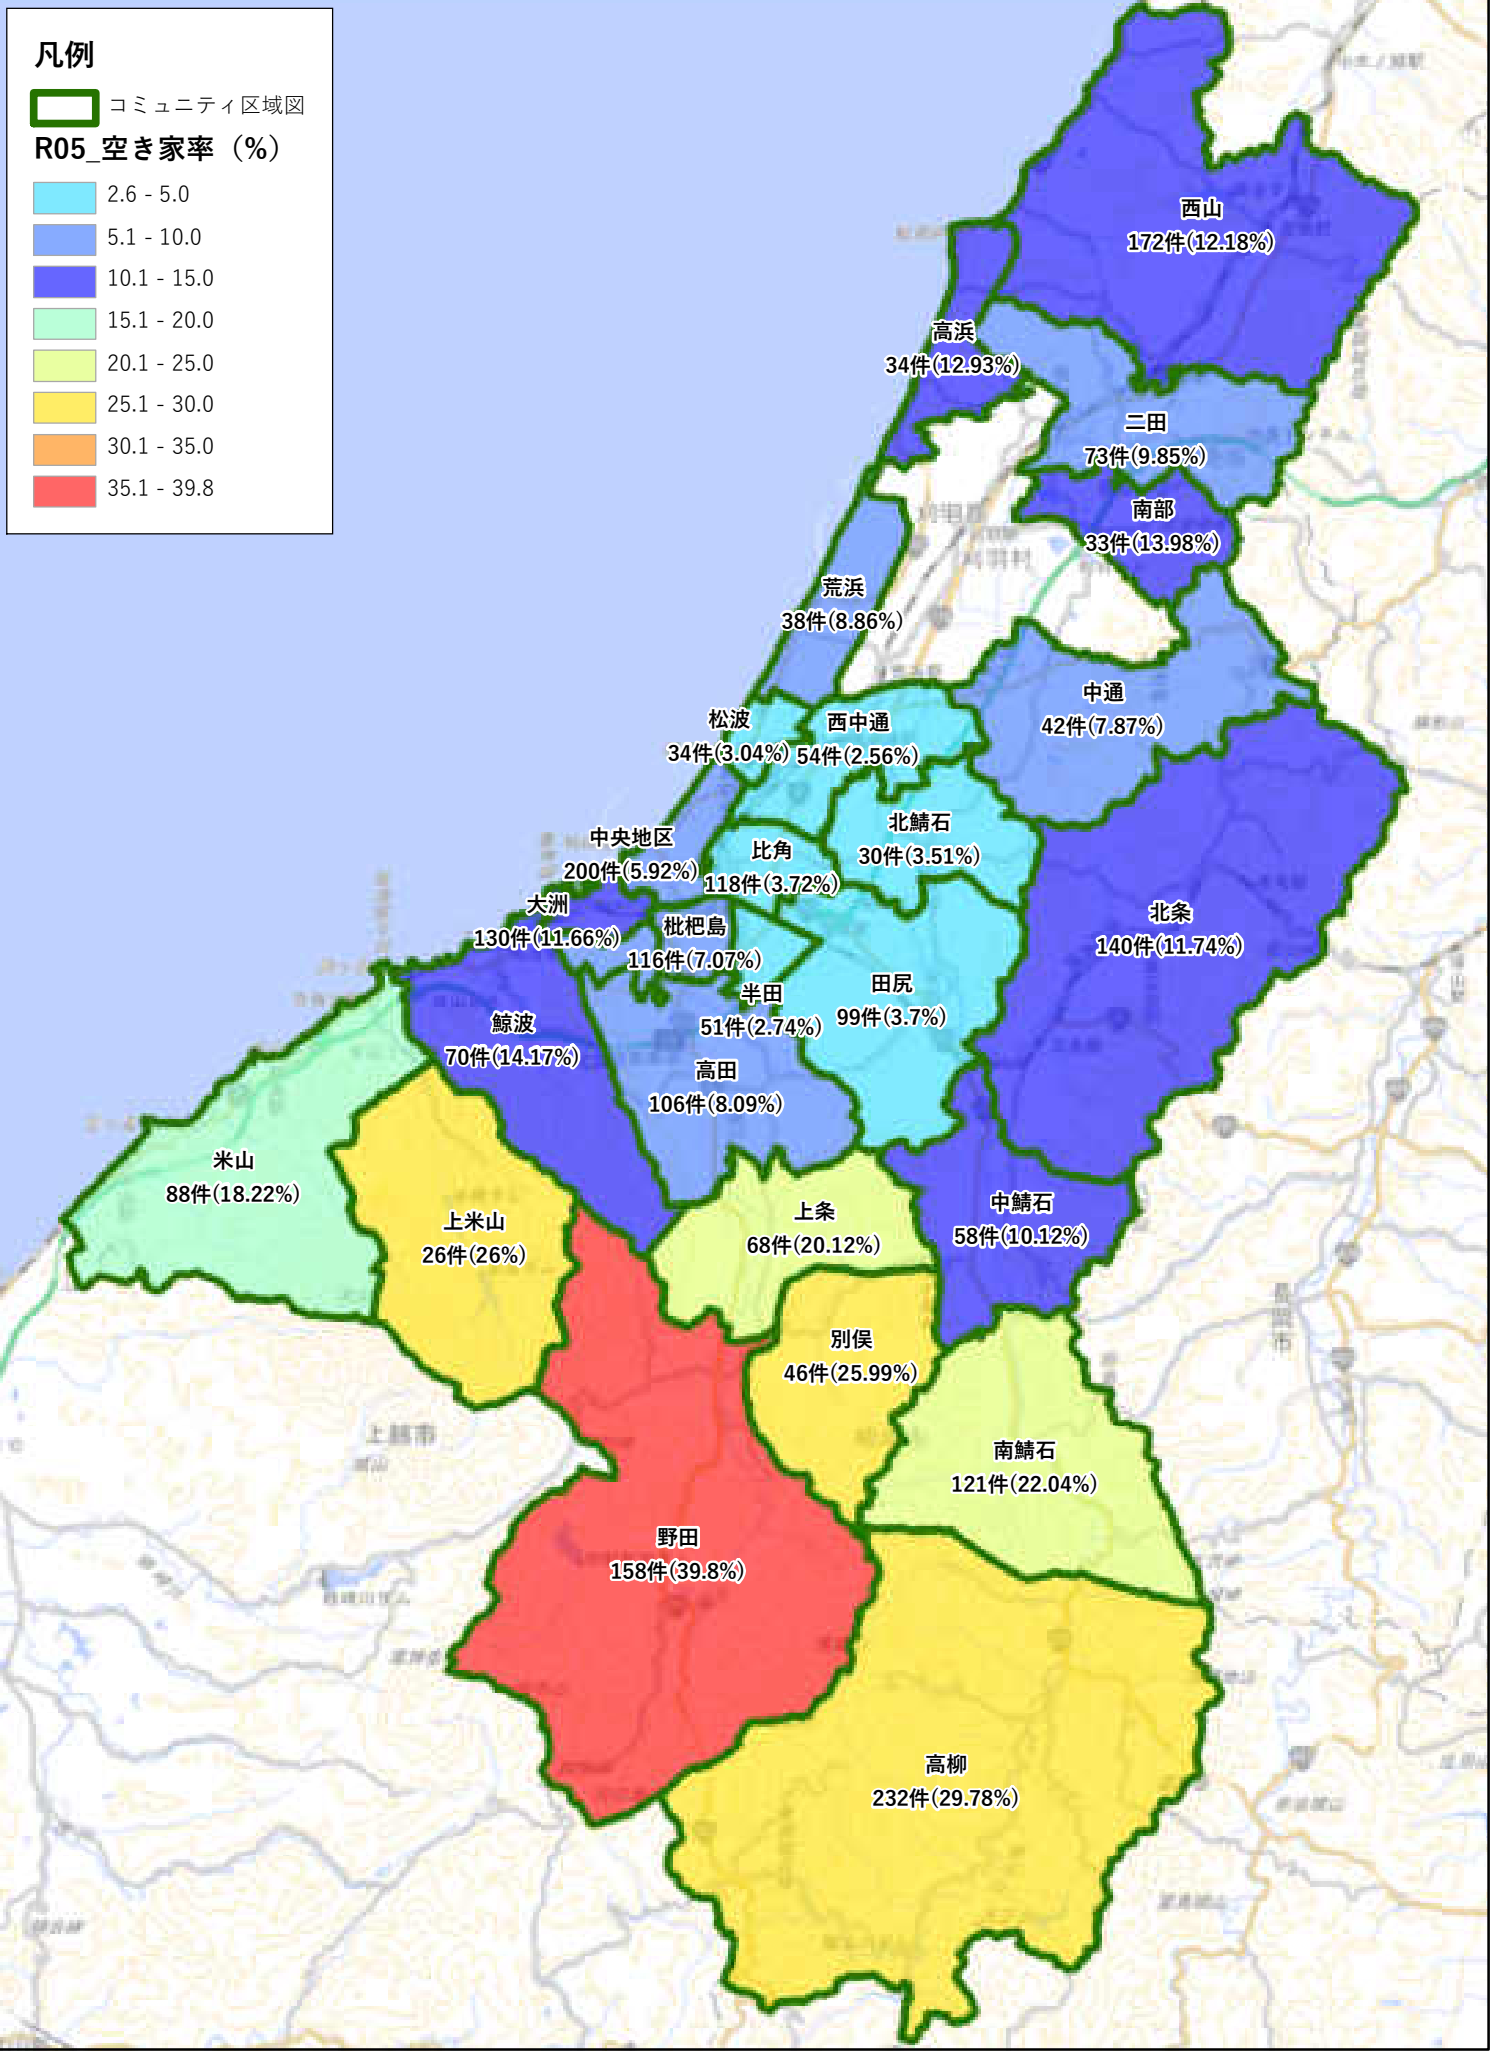 凡例
コミュニティ区域図
R05_空き家率（%）
2.6 - 5.0
5.1 - 10.0
10.1 - 15.0
15.1 - 20.0
20.1 - 25.0
25.1 - 30.0
30.1 - 35.0
35.1 - 39.8
西山
172件(12.18%)
高浜
34件(12.93%)
二田
73件(9.85%)
南部
33件(13.98%)
荒浜
38件(8.86%)
中通
42件(7.87%)
松波
34件(3.04%)
西中通
54件(2.56%)
北鯖石
30件(3.51%)
中央地区
200件(5.92%)
比角
118件(3.72%)
大洲
130件(11.66%)
枇杷島
116件(7.07%)
北条
140件(11.74%)
半田
51件(2.74%)
田尻
99件(3.7%)
鯨波
70件(14.17%)
高田
106件(8.09%)
米山
88件(18.22%)
上米山
26件(26%)
上条
68件(20.12%)
中鯖石
58件(10.12%)
別俣
46件(25.99%)
長岡市
上越市
南鯖石
121件(22.04%)
野田
158件(39.8%)
高柳
232件(29.78%)